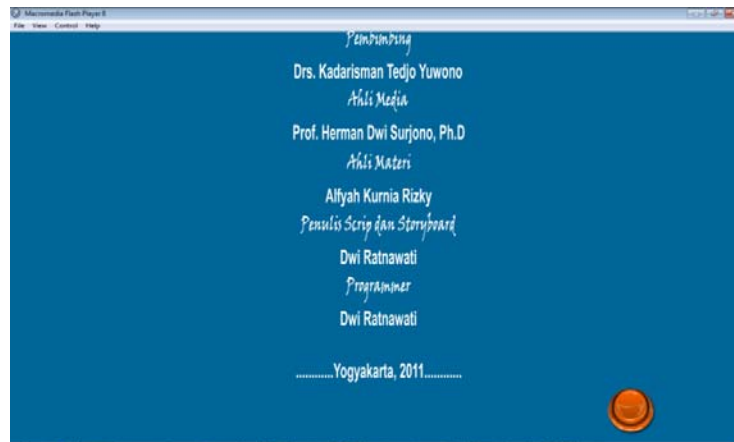 Macromedia Flash Player 8
File View Control Help
Pembimbing
Drs. Kadarisman Tedjo Yuwono
Ahli Media
Prof. Herman Dwi Surjono, Ph.D
Ahli Materi
Alfyah Kurnia Rizky
Penulis Scrip dan Storyboard
Dwi Ratnawati
Programmer
Dwi Ratnawati
............Yogyakarta, 2011............